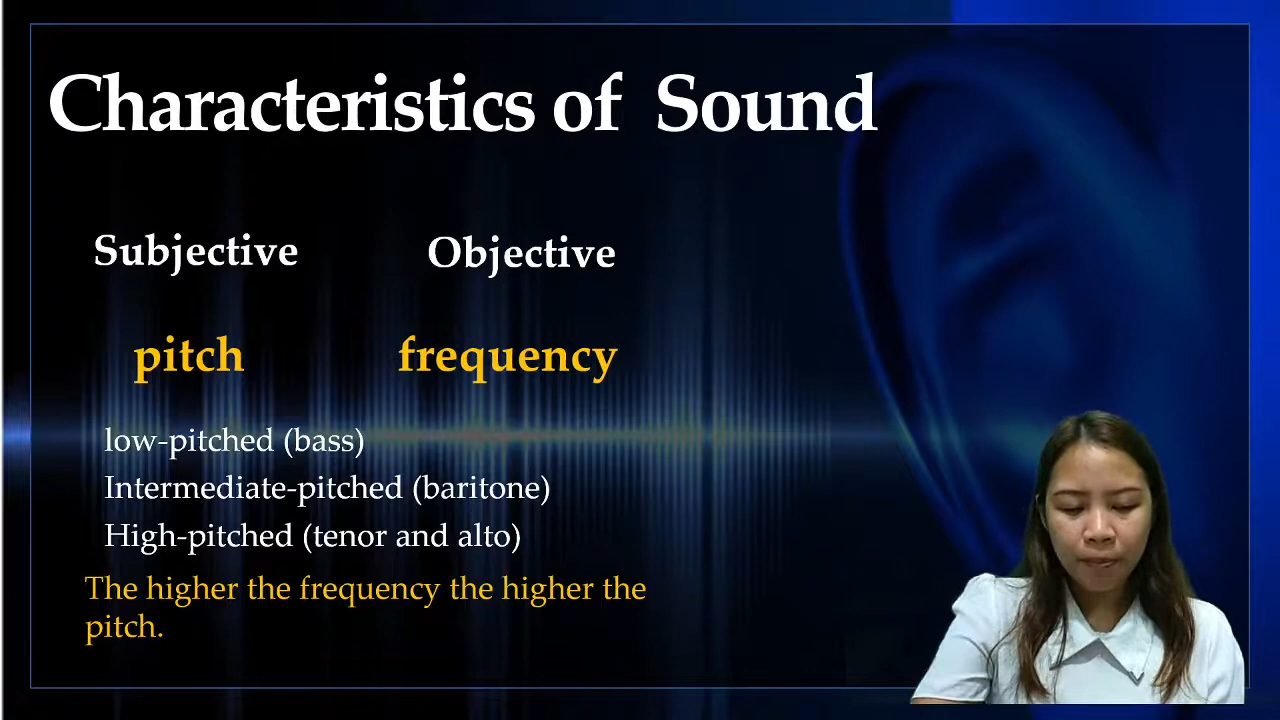 Characteristics of Sound
Subjective
Objective
pitch
frequency
low-pitched (bass)
Intermediate-pitched (baritone)
High-pitched (tenor and alto)
The higher the frequency the higher the
pitch.